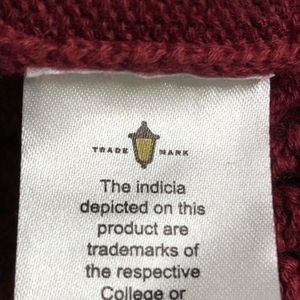 TRADE MARK
The indicia
depicted on this
product are
trademarks of
the respective
College or